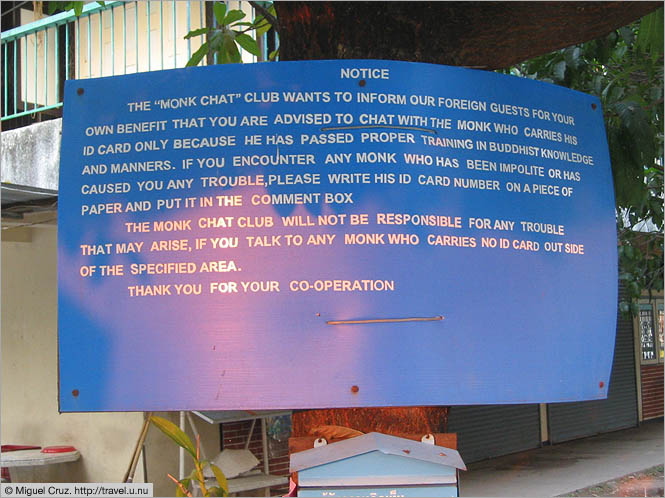 NOTICE
THE "MONK CHAT" CLUB WANTS TO INFORM OUR FOREIGN GUESTS FOR YOUR
OWN BENEFIT THAT YOU ARE ADVISED TO CHAT WITH THE MONK WHO CARRIES HIS
ID CARD ONLY BECAUSE HE HAS PASSED PROPER TRAINING IN BUDDHIST KNOWLEDGE
AND MANNERS. IF YOU ENCOUNTER ANY MONK WHO HAS BEEN IMPOLITE OR HAS
CAUSED YOU ANY TROUBLE,PLEASE WRITE HIS ID CARD NUMBER ON A PIECE OF
PAPER AND PUT IT IN THE COMMENT BOX
THE MONK CHAT CLUB WILL NOT BE RESPONSIBLE FOR ANY TROUBLE
THAT MAY ARISE, IF YOU TALK TO ANY MONK WHO CARRIES NO ID CARD OUT SIDE
OF THE SPECIFIED AREA.
THANK YOU FOR YOUR CO-OPERATION
© Miguel Cruz. http://travel.u.nu